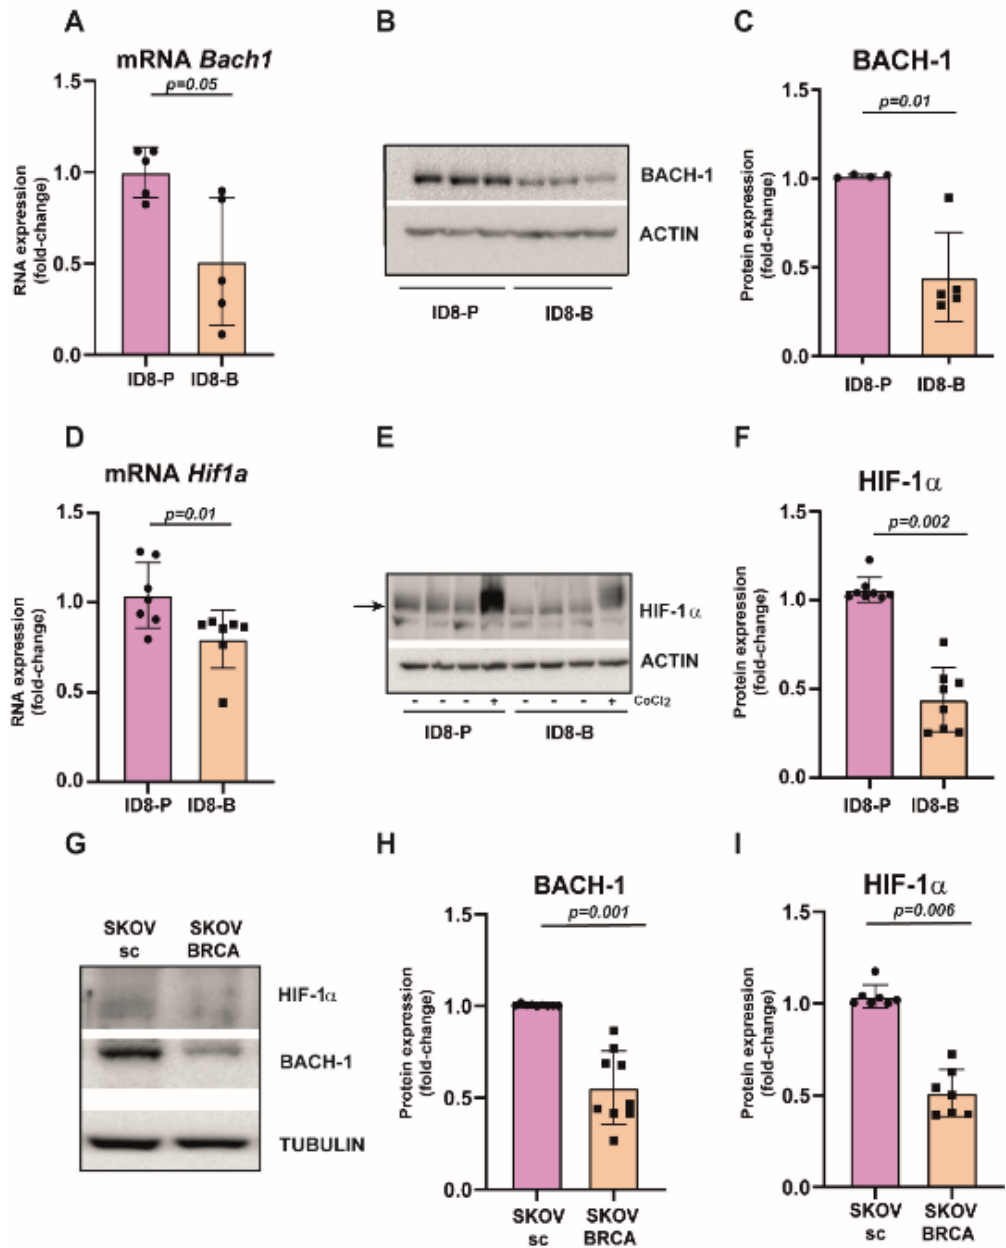 A
mRNA Bach1
p=0.05
RNA expression
(fold-change)
1.5
1.0
0.5
0.0
ID8-P ID8-B
B
BACH-1
ACTIN
ID8-P ID8-B
C
BACH-1
p=0.01
Protein expression
(fold-change)
1.5
1.0
0.5
0.0
ID8-P ID8-B
D
mRNA Hif1a
p=0.01
RNA expression
(fold-change)
1.5
1.0
0.5
0.0
ID8-P ID8-B
E
HIF-1α
ACTIN
- - - + - - - + CoCl2
ID8-P ID8-B
F
HIF-1α
p=0.002
Protein expression
(fold-change)
1.5
1.0
0.5
0.0
ID8-P ID8-B
G
SKOV SKOV
sc BRCA
HIF-1α
BACH-1
TUBULIN
H
BACH-1
p=0.001
Protein expression
(fold-change)
1.5
1.0
0.5
0.0
SKOV SKOV
sc BRCA
I
HIF-1α
p=0.006
Protein expression
(fold-change)
1.5
1.0
0.5
0.0
SKOV SKOV
sc BRCA